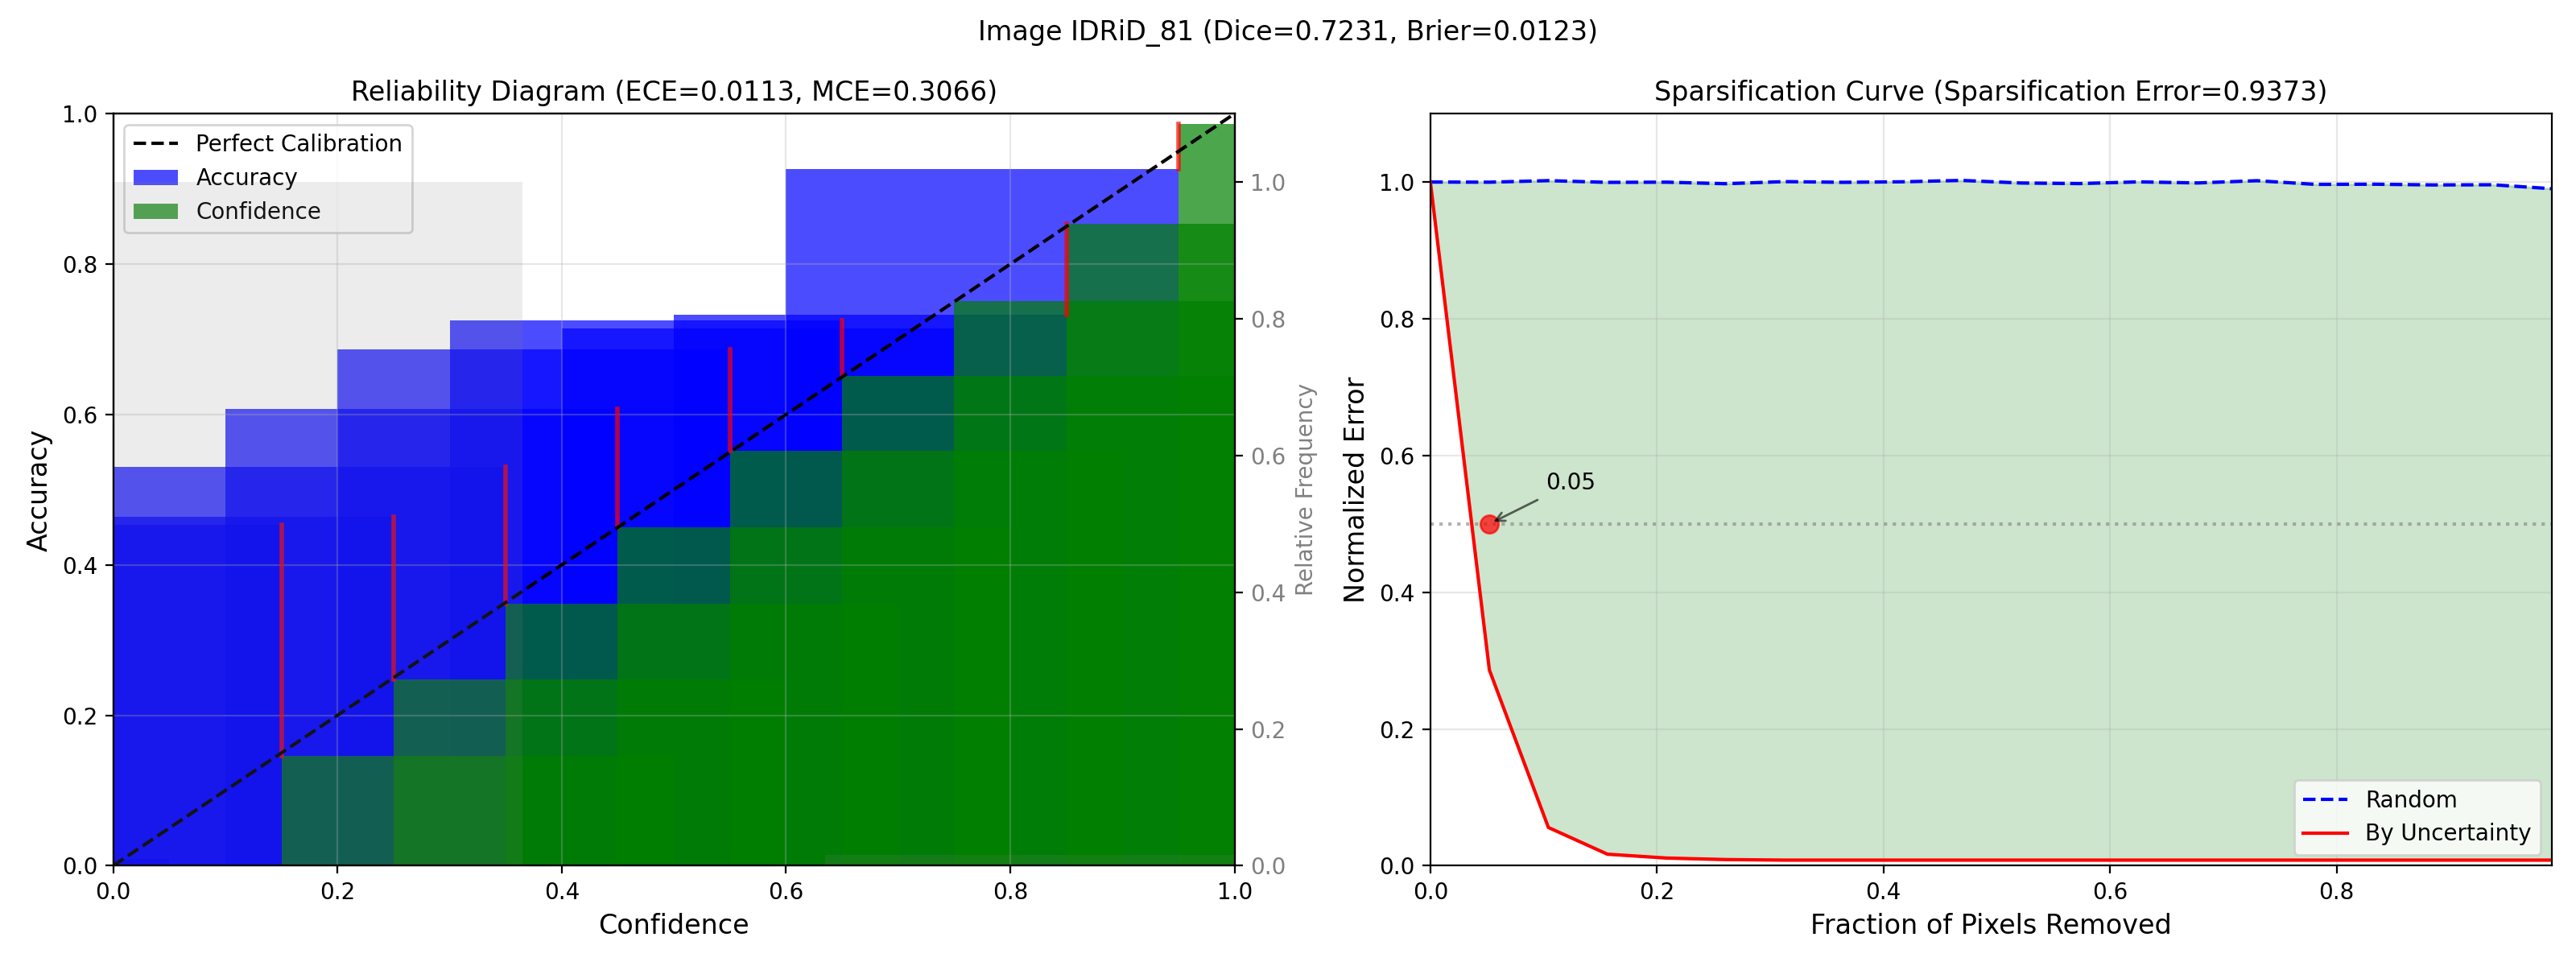 Image IDRiD_81 (Dice=0.7231, Brier=0.0123)
Reliability Diagram (ECE=0.0113, MCE=0.3066)
1.0
0.8
0.6
0.4
0.2
0.0
Accuracy
Perfect Calibration
Accuracy
Confidence
1.0
0.8
0.6
0.4
0.2
0.0
Relative Frequency
0.0
0.2
0.4
0.6
0.8
1.0
Confidence
Sparsification Curve (Sparsification Error=0.9373)
1.0
0.8
0.6
0.4
0.2
0.0
Normalized Error
0.05
Random
By Uncertainty
0.0
0.2
0.4
0.6
0.8
Fraction of Pixels Removed